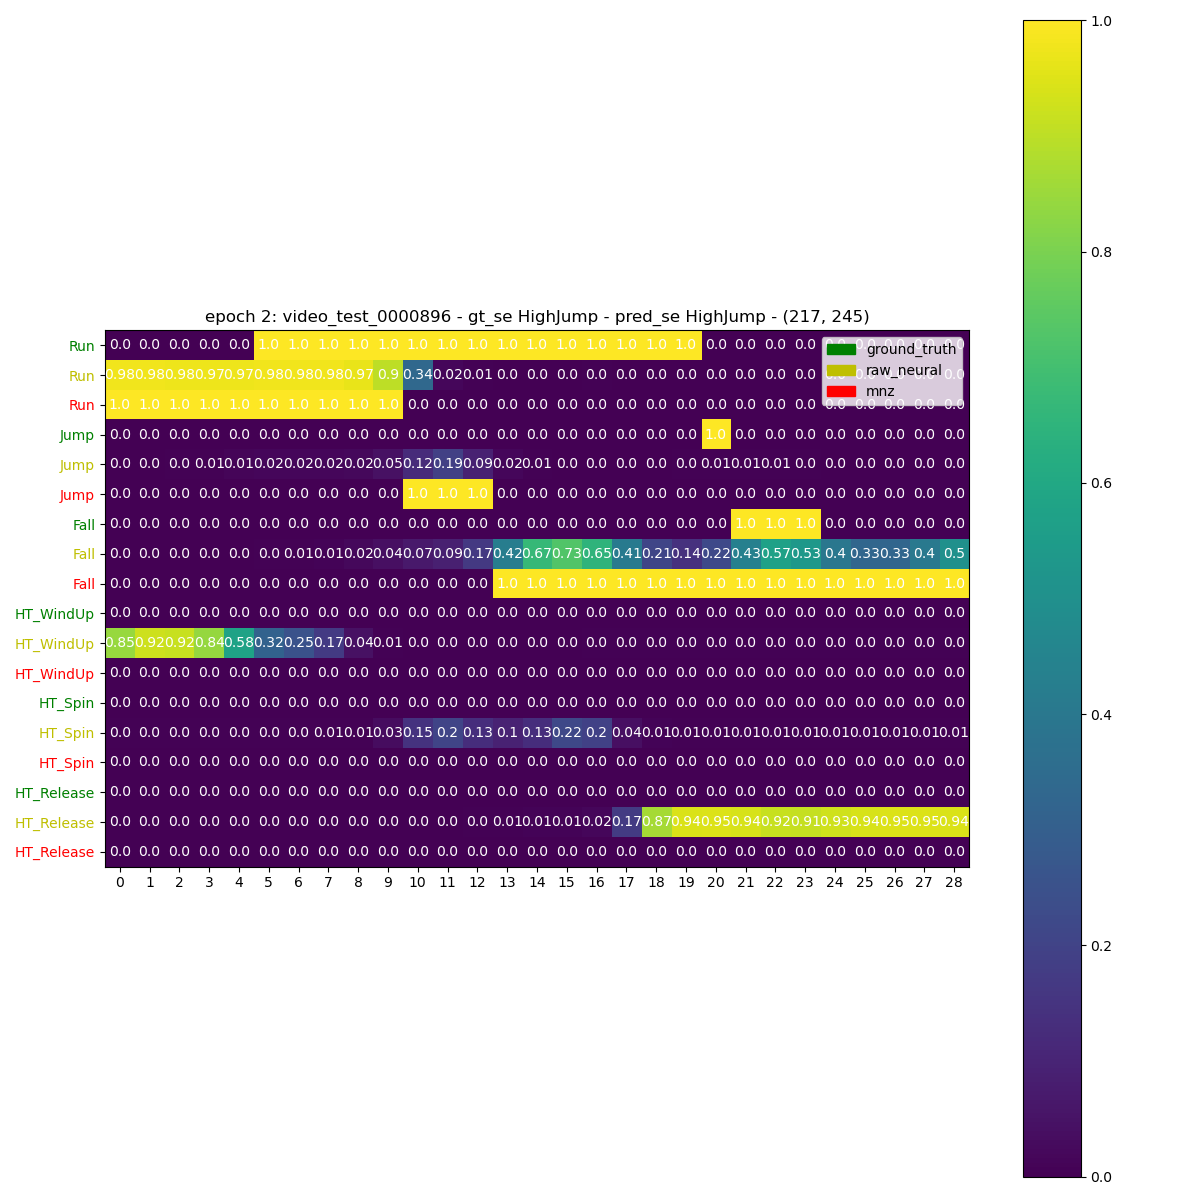 epoch 2: video_test_0000896 - gt_se HighJump - pred_se HighJump - (217, 245)
Run 0.0 0.0 0.0 0.0 0.0 1.0 1.0 1.0 1.0 1.0 1.0 1.0 1.0 1.0 1.0 1.0 1.0 1.0 1.0 1.0 0.0 0.0 0.0 0.0 0.0 0.0 0.0 0.0 0.0
Run 0.98 0.98 0.98 0.97 0.97 0.98 0.98 0.98 0.97 0.9 0.34 0.02 0.01 0.0 0.0 0.0 0.0 0.0 0.0 0.0 0.0 0.0 0.0 0.0 0.0 0.0 0.0 0.0 0.0
Run 1.0 1.0 1.0 1.0 1.0 1.0 1.0 1.0 1.0 1.0 0.0 0.0 0.0 0.0 0.0 0.0 0.0 0.0 0.0 0.0 0.0 0.0 0.0 0.0 0.0 0.0 0.0 0.0 0.0
ground_truth
raw_neural
mnz
Jump 0.0 0.0 0.0 0.0 0.0 0.0 0.0 0.0 0.0 0.0 0.0 0.0 0.0 0.0 0.0 0.0 0.0 0.0 0.0 0.0 1.0 0.0 0.0 0.0 0.0 0.0 0.0 0.0 0.0
Jump 0.0 0.0 0.0 0.01 0.01 0.02 0.02 0.02 0.02 0.05 0.12 0.19 0.09 0.02 0.01 0.0 0.0 0.0 0.0 0.0 0.01 0.01 0.01 0.0 0.0 0.0 0.0 0.0 0.0
Jump 0.0 0.0 0.0 0.0 0.0 0.0 0.0 0.0 0.0 0.0 1.0 1.0 1.0 0.0 0.0 0.0 0.0 0.0 0.0 0.0 0.0 0.0 0.0 0.0 0.0 0.0 0.0 0.0 0.0
Fall 0.0 0.0 0.0 0.0 0.0 0.0 0.0 0.0 0.0 0.0 0.0 0.0 0.0 0.0 0.0 0.0 0.0 0.0 0.0 0.0 0.0 1.0 1.0 1.0 0.0 0.0 0.0 0.0 0.0
Fall 0.0 0.0 0.0 0.0 0.0 0.0 0.01 0.01 0.02 0.04 0.07 0.09 0.17 0.42 0.67 0.73 0.65 0.41 0.21 0.14 0.22 0.43 0.57 0.53 0.4 0.33 0.33 0.4 0.5
Fall 0.0 0.0 0.0 0.0 0.0 0.0 0.0 0.0 0.0 0.0 0.0 0.0 0.0 1.0 1.0 1.0 1.0 1.0 1.0 1.0 1.0 1.0 1.0 1.0 1.0 1.0 1.0 1.0 1.0
HT_WindUp 0.0 0.0 0.0 0.0 0.0 0.0 0.0 0.0 0.0 0.0 0.0 0.0 0.0 0.0 0.0 0.0 0.0 0.0 0.0 0.0 0.0 0.0 0.0 0.0 0.0 0.0 0.0 0.0 0.0
HT_WindUp 0.85 0.92 0.92 0.84 0.58 0.32 0.25 0.17 0.04 0.01 0.0 0.0 0.0 0.0 0.0 0.0 0.0 0.0 0.0 0.0 0.0 0.0 0.0 0.0 0.0 0.0 0.0 0.0 0.0
HT_WindUp 0.0 0.0 0.0 0.0 0.0 0.0 0.0 0.0 0.0 0.0 0.0 0.0 0.0 0.0 0.0 0.0 0.0 0.0 0.0 0.0 0.0 0.0 0.0 0.0 0.0 0.0 0.0 0.0 0.0
HT_Spin 0.0 0.0 0.0 0.0 0.0 0.0 0.0 0.0 0.0 0.0 0.0 0.0 0.0 0.0 0.0 0.0 0.0 0.0 0.0 0.0 0.0 0.0 0.0 0.0 0.0 0.0 0.0 0.0 0.0
HT_Spin 0.0 0.0 0.0 0.0 0.0 0.0 0.0 0.01 0.01 0.03 0.15 0.2 0.13 0.1 0.13 0.22 0.2 0.04 0.01 0.01 0.01 0.01 0.01 0.01 0.01 0.01 0.01 0.01 0.01
HT_Spin 0.0 0.0 0.0 0.0 0.0 0.0 0.0 0.0 0.0 0.0 0.0 0.0 0.0 0.0 0.0 0.0 0.0 0.0 0.0 0.0 0.0 0.0 0.0 0.0 0.0 0.0 0.0 0.0 0.0
HT_Release 0.0 0.0 0.0 0.0 0.0 0.0 0.0 0.0 0.0 0.0 0.0 0.0 0.0 0.0 0.0 0.0 0.0 0.0 0.0 0.0 0.0 0.0 0.0 0.0 0.0 0.0 0.0 0.0 0.0
HT_Release 0.0 0.0 0.0 0.0 0.0 0.0 0.0 0.0 0.0 0.0 0.0 0.0 0.0 0.01 0.01 0.01 0.02 0.17 0.87 0.94 0.95 0.94 0.92 0.91 0.93 0.94 0.95 0.95 0.94
HT_Release 0.0 0.0 0.0 0.0 0.0 0.0 0.0 0.0 0.0 0.0 0.0 0.0 0.0 0.0 0.0 0.0 0.0 0.0 0.0 0.0 0.0 0.0 0.0 0.0 0.0 0.0 0.0 0.0 0.0
0 1 2 3 4 5 6 7 8 9 10 11 12 13 14 15 16 17 18 19 20 21 22 23 24 25 26 27 28
1.0
0.8
0.6
0.4
0.2
0.0